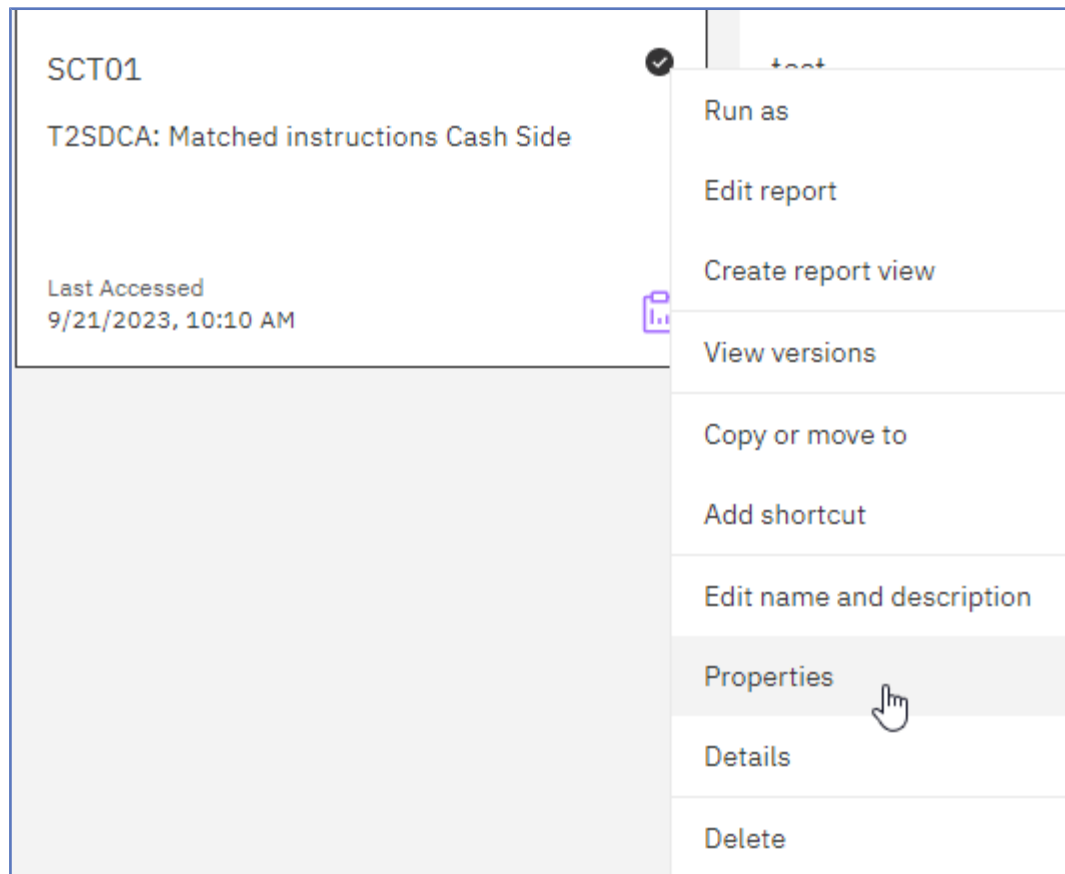 SCT01
T2SDCA: Matched instructions Cash Side
Last Accessed
9/21/2023, 10:10 AM
Run as
Edit report
Create report view
View versions
Copy or move to
Add shortcut
Edit name and description
Properties
Details
Delete